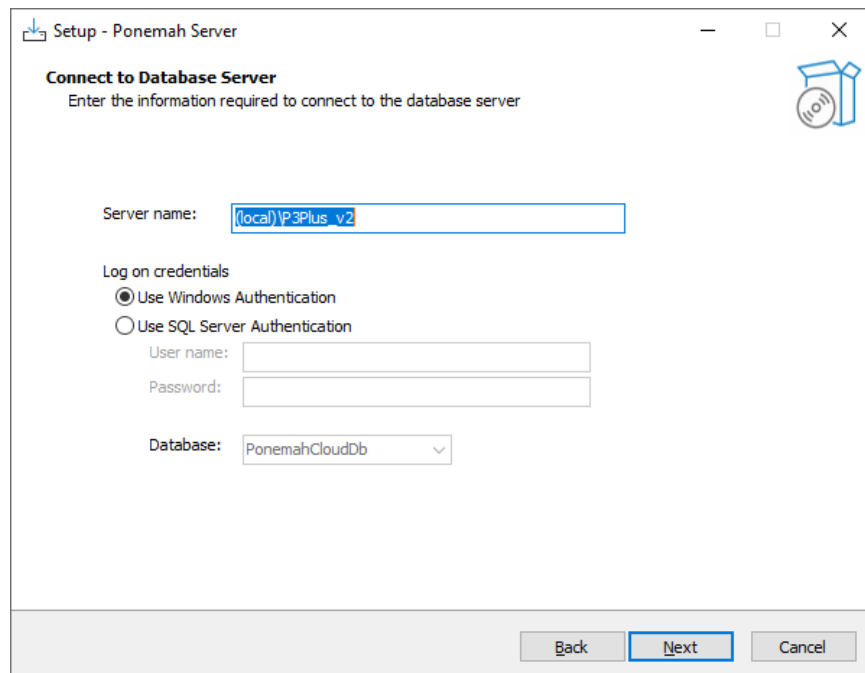 Setup - Ponemah Server
Connect to Database Server
Enter the information required to connect to the database server
Server name:
(local)\P3Plus_v2
Log on credentials
Use Windows Authentication
Use SQL Server Authentication
User name:
Password:
Database:
PonemahCloudDb
Back
Next
Cancel